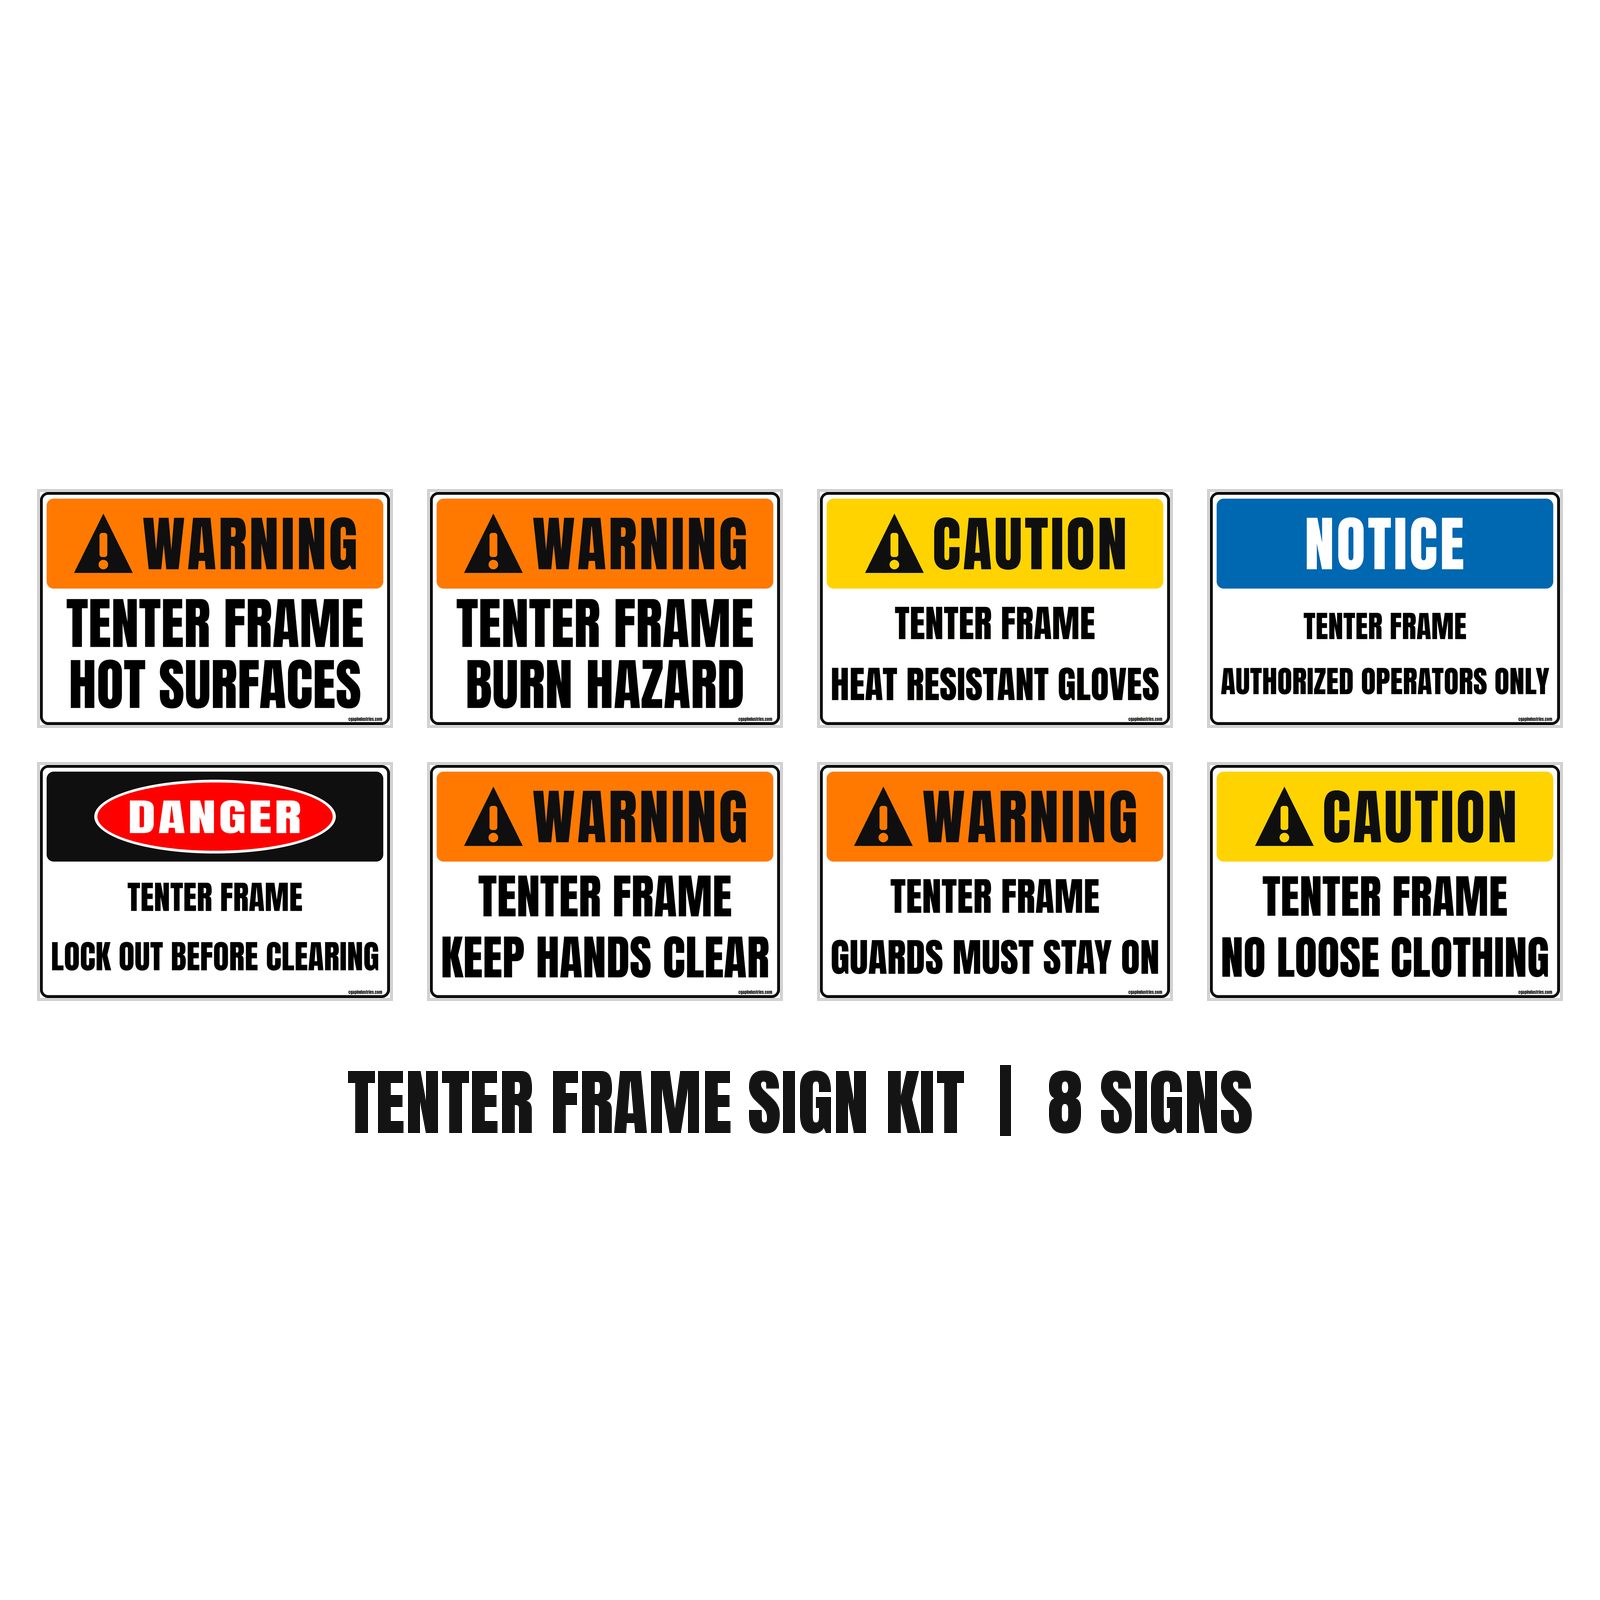 WARNING
TENTER FRAME
HOT SURFACES
WARNING
TENTER FRAME
BURN HAZARD
CAUTION
TENTER FRAME
HEAT RESISTANT GLOVES
NOTICE
TENTER FRAME
AUTHORIZED OPERATORS ONLY
DANGER
TENTER FRAME
LOCK OUT BEFORE CLEARING
WARNING
TENTER FRAME
KEEP HANDS CLEAR
WARNING
TENTER FRAME
GUARDS MUST STAY ON
CAUTION
TENTER FRAME
NO LOOSE CLOTHING
TENTER FRAME SIGN KIT | 8 SIGNS